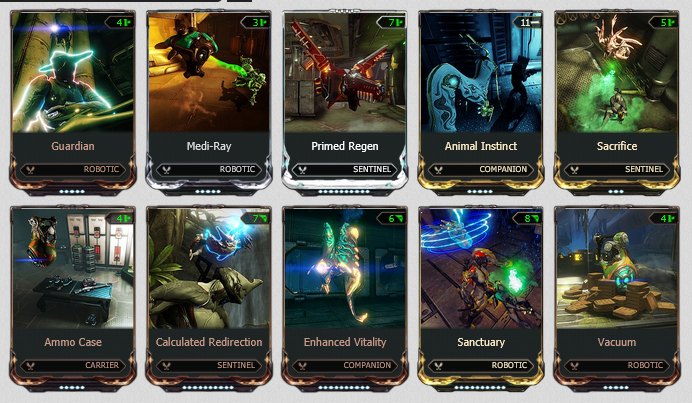 4
3
7
11
5
Guardian
Medi-Ray
Primed Regen
Animal Instinct
Sacrifice
ROBOTIC
ROBOTIC
SENTINEL
COMPANION
SENTINEL
4
7
6
8
4
Ammo Case
Calculated Redirection
Enhanced Vitality
Sanctuary
Vacuum
CARRIER
SENTINEL
COMPANION
ROBOTIC
ROBOTIC